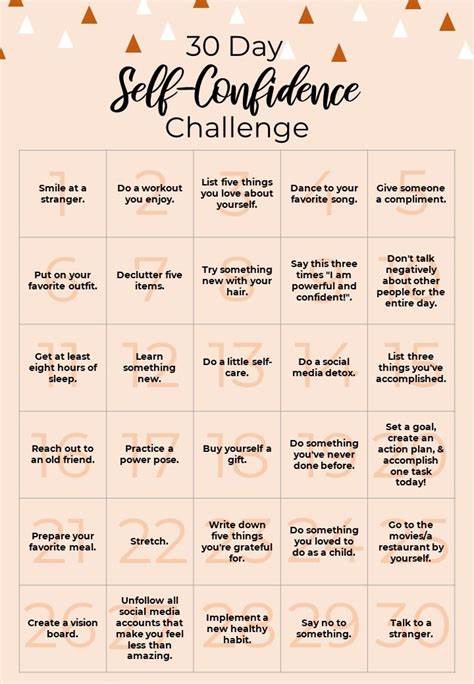 30 Day
Self-Confidence
Challenge
1
Smile at a
stranger.
2
Do a workout
you enjoy.
3
List five things
you love about
yourself.
4
Dance to your
favorite song.
5
Give someone
a compliment.
6
Put on your
favorite outfit.
7
Declutter five
items.
8
Try something
new with your
hair.
9
Say this three
times "I am
powerful and
confident!".
10
Don't talk
negatively
about other
people for the
entire day.
11
Get at least
eight hours of
sleep.
12
Learn
something
new.
13
Do a little self-
care.
14
Do a social
media detox.
15
List three
things you've
accomplished.
16
Reach out to
an old friend.
17
Practice a
power pose.
18
Buy yourself a
gift.
19
Do something
you've never
done before.
20
Set a goal,
create an
action plan, &
accomplish
one task
today!
21
Prepare your
favorite meal.
22
Stretch.
23
Write down
five things
you're grateful
for.
24
Do something
you loved to
do as a child.
25
Go to the
movies/a
restaurant by
yourself.
26
Create a vision
board.
27
Unfollow all
social media
accounts that
make you feel
less than
amazing.
28
Implement a
new healthy
habit.
29
Say no to
something.
30
Talk to a
stranger.